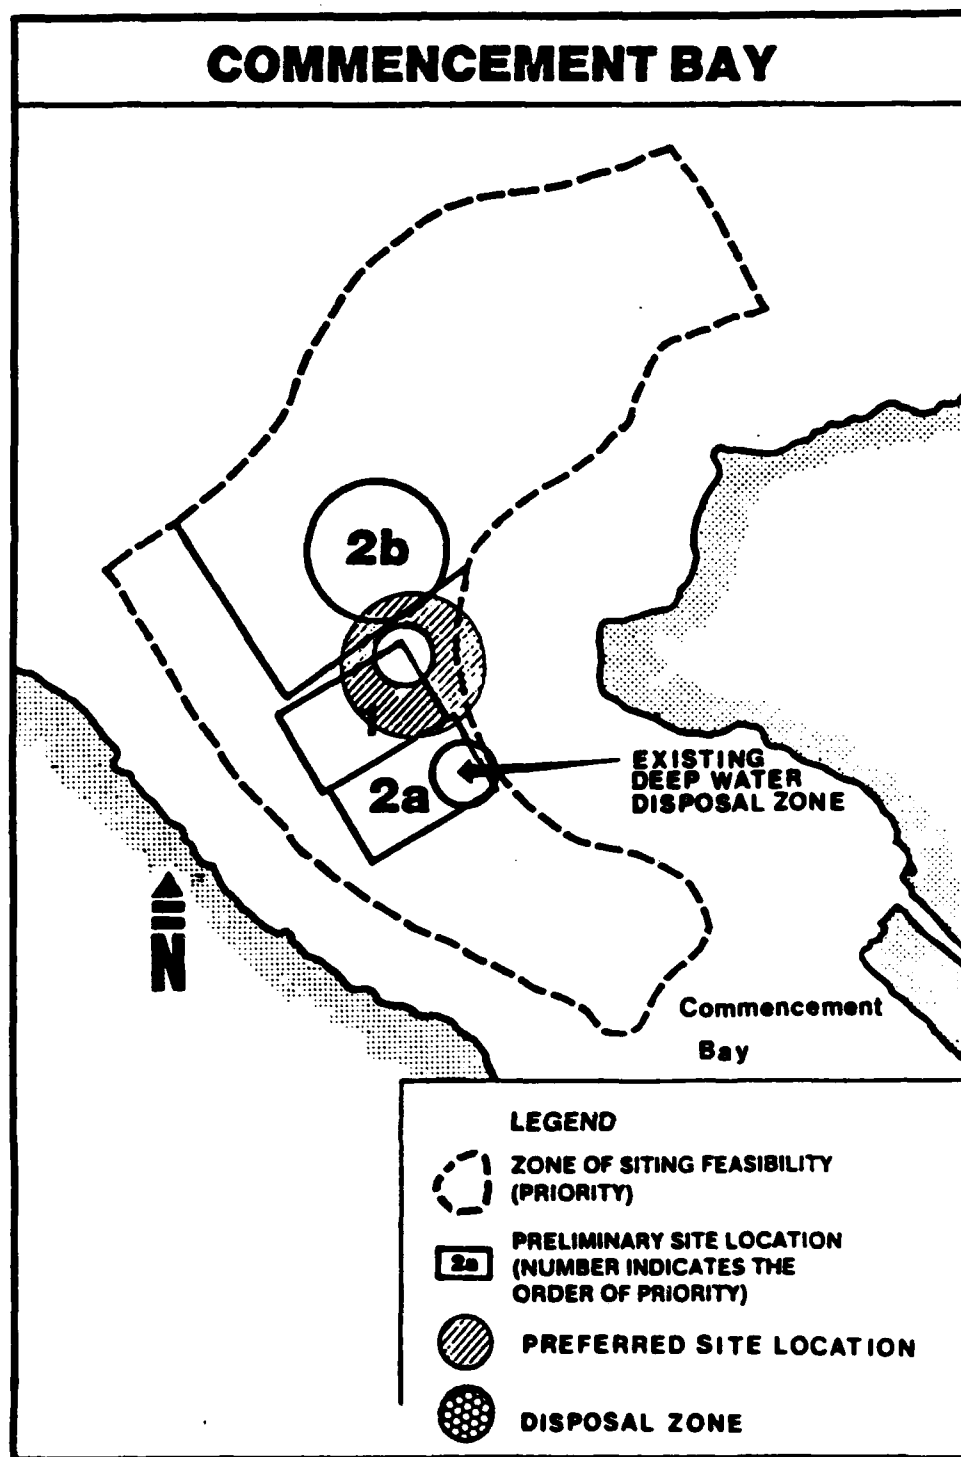 COMMENCEMENT BAY
2b
1
2a
EXISTING
DEEP WATER
DISPOSAL ZONE
N
Commencement
Bay
LEGEND
ZONE OF SITING FEASIBILITY
(PRIORITY)
2a
PRELIMINARY SITE LOCATION
(NUMBER INDICATES THE
ORDER OF PRIORITY)
PREFERRED SITE LOCATION
DISPOSAL ZONE